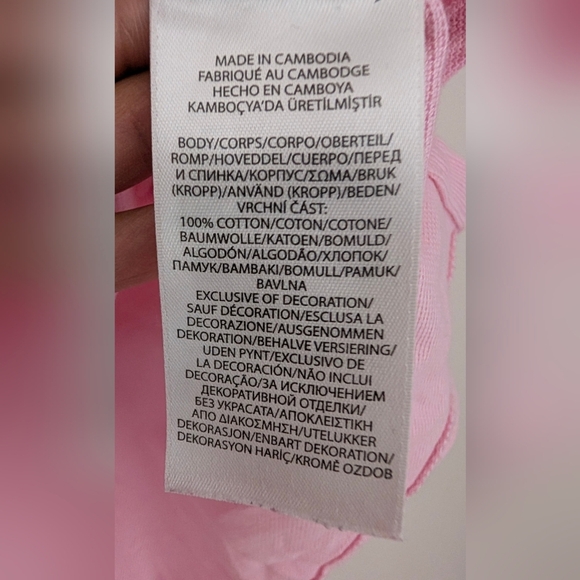 MADE IN CAMBODIA
FABRIQUÉ AU CAMBODGE
HECHO EN CAMBOYA
KAMBOÇYA'DA ÜRETİLMİŞTİR
BODY/CORPS/CORPO/OBERTEIL/
ROMP/HOVEDDEL/CUERPO/ПЕРЕД
И СПИНКА/КОРПУС/ΣΩΜΑ/BRUK
(KROPP)/ANVÄND (KROPP)/BEDEN/
VRCHNÍ ČÁST:
100% COTTON/COTON/COTONE/
BAUMWOLLE/KATOEN/BOMULD/
ALGODÓN/ALGODÃO/ХЛОПОК/
ПАМУК/ΒΑΜΒΑΚΙ/BOMULL/PAMUK/
BAVLNA
EXCLUSIVE OF DECORATION/
SAUF DÉCORATION/ESCLUSA LA
DECORAZIONE/AUSGENOMMEN
DEKORATION/BEHALVE VERSIERING/
UDEN PYNT/EXCLUSIVO DE
LA DECORACIÓN/NÃO INCLUI
DECORAÇÃO/ЗА ИСКЛЮЧЕНИЕМ
ДЕКОРАТИВНОЙ ОТДЕЛКИ/
БЕЗ УКРАСАТА/ΑΠΟΚΛΕΙΣΤΙΚΗ
ΑΠΟ ΔΙΑΚΟΣΜΗΣΗ/UTELUKKER
DEKORASJON/ENBART DEKORATION/
DEKORASYON HARİÇ/KROMĚ OZDOB